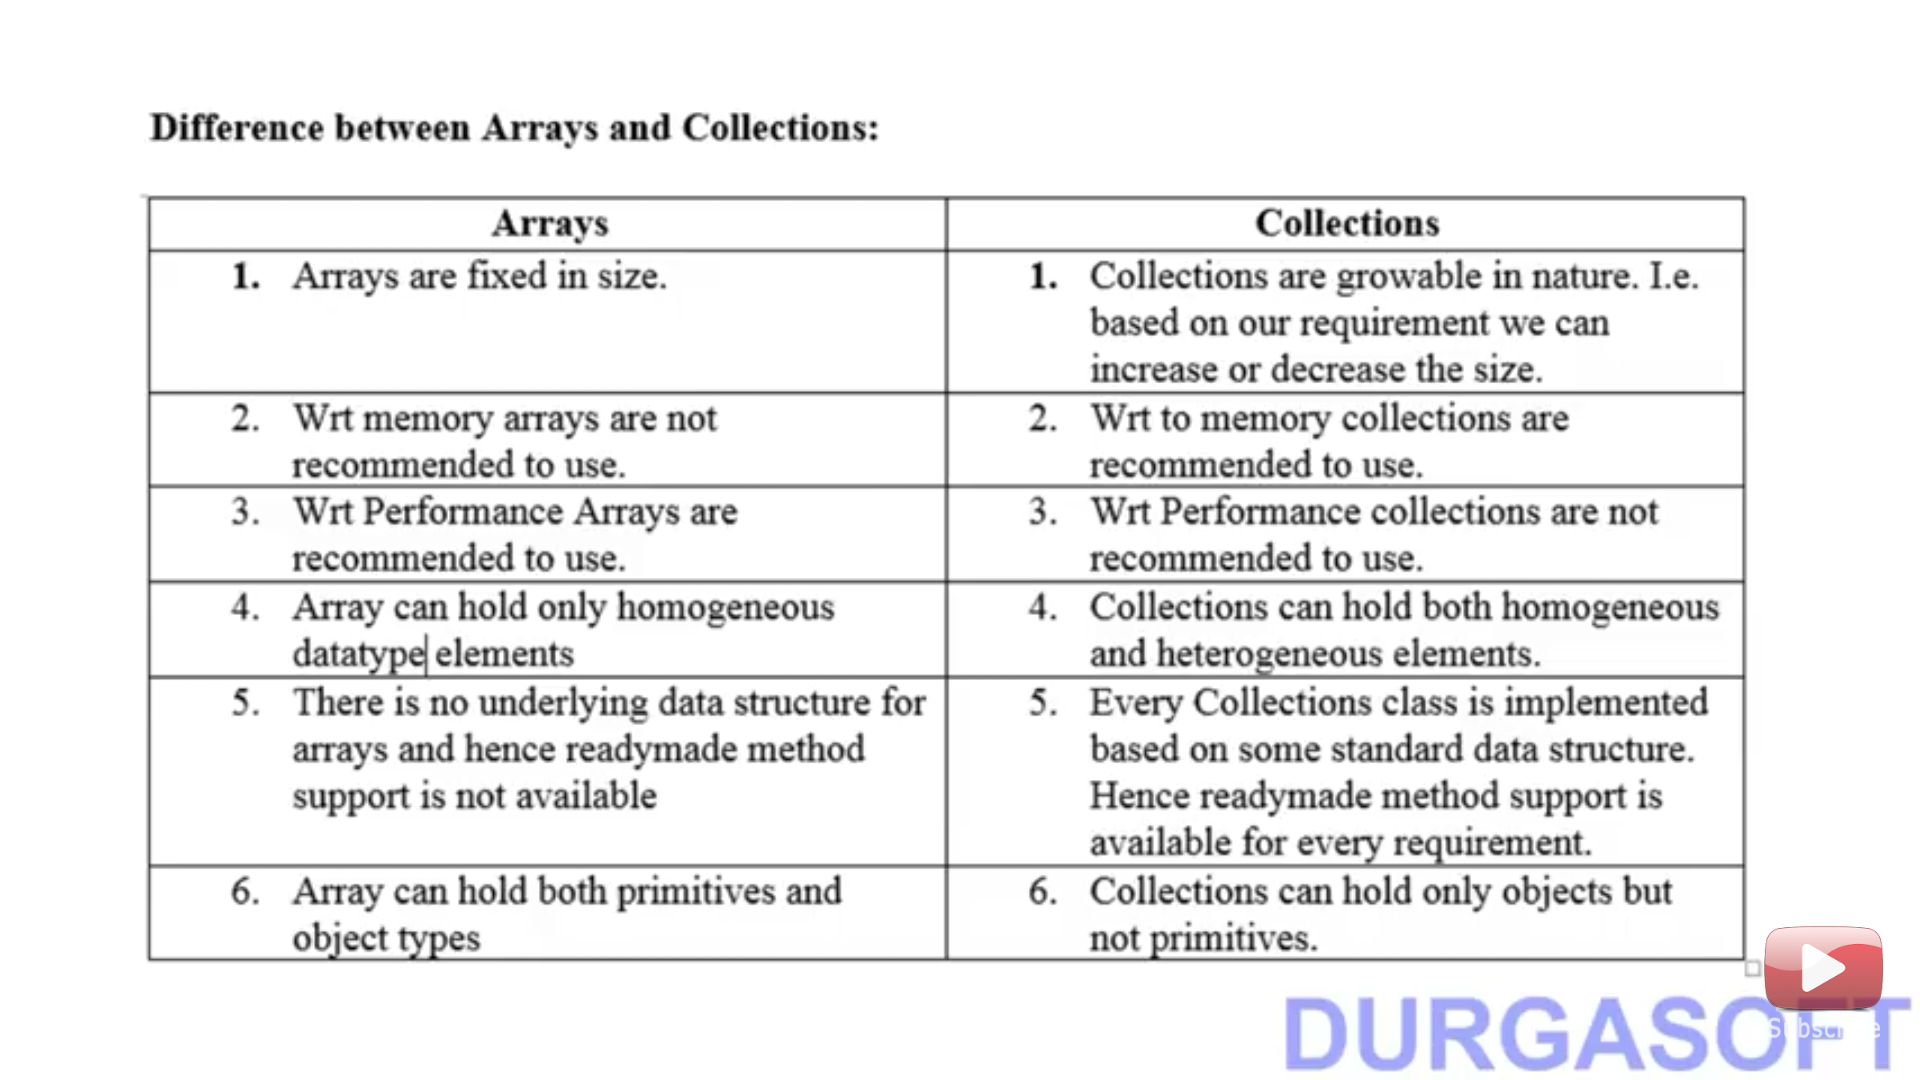 Difference between Arrays and Collections:
Arrays
Collections
1. Arrays are fixed in size.
1. Collections are growable in nature. I.e.
based on our requirement we can
increase or decrease the size.
2. Wrt memory arrays are not
recommended to use.
2. Wrt to memory collections are
recommended to use.
3. Wrt Performance Arrays are
recommended to use.
3. Wrt Performance collections are not
recommended to use.
4. Array can hold only homogeneous
datatype elements
4. Collections can hold both homogeneous
and heterogeneous elements.
5. There is no underlying data structure for
arrays and hence readymade method
support is not available
5. Every Collections class is implemented
based on some standard data structure.
Hence readymade method support is
available for every requirement.
6. Array can hold both primitives and
object types
6. Collections can hold only objects but
not primitives.
DURGASOFT
Subscribe